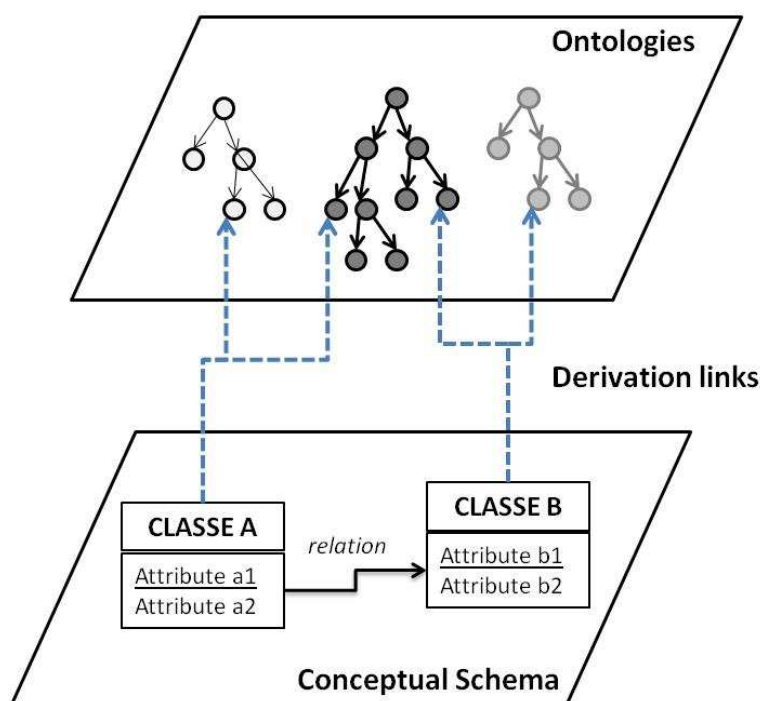 Ontologies
Derivation links
CLASSE A
Attribute a1
Attribute a2
relation
CLASSE B
Attribute b1
Attribute b2
Conceptual Schema